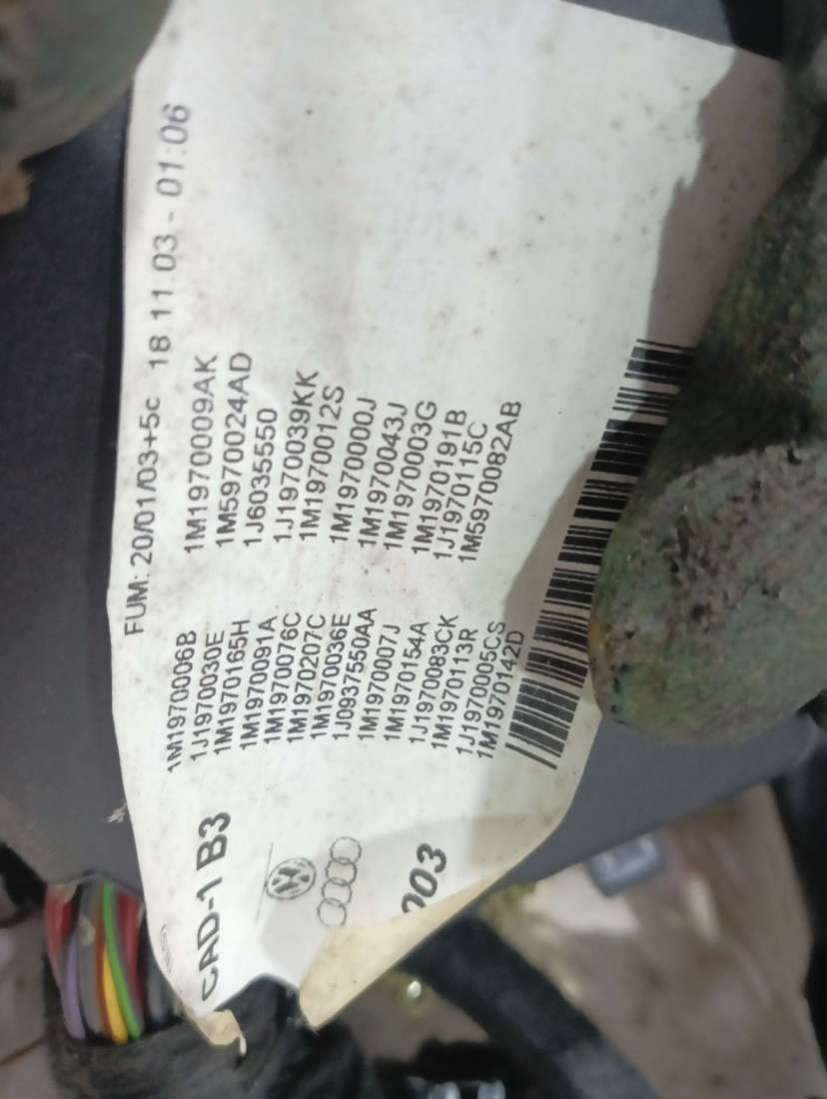 FUM: 20/01/03+5c 18.11.03 - 01:06
CAD-1 B3
1M1970006B 1M1970009AK
1J1970030E 1M5970024AD
1M1970165H 1J6035550
1M1970091A 1J1970039KK
1M1970076C 1M1970012S
1M1970207C 1M1970000J
1M1970036E 1M1970043J
1J0937550AA 1M1970003G
1M1970007J 1M1970191B
1M1970154A 1J1970115C
1J1970083CK 1M5970082AB
1M1970113R
1J1970005CS
1M1970142D
003